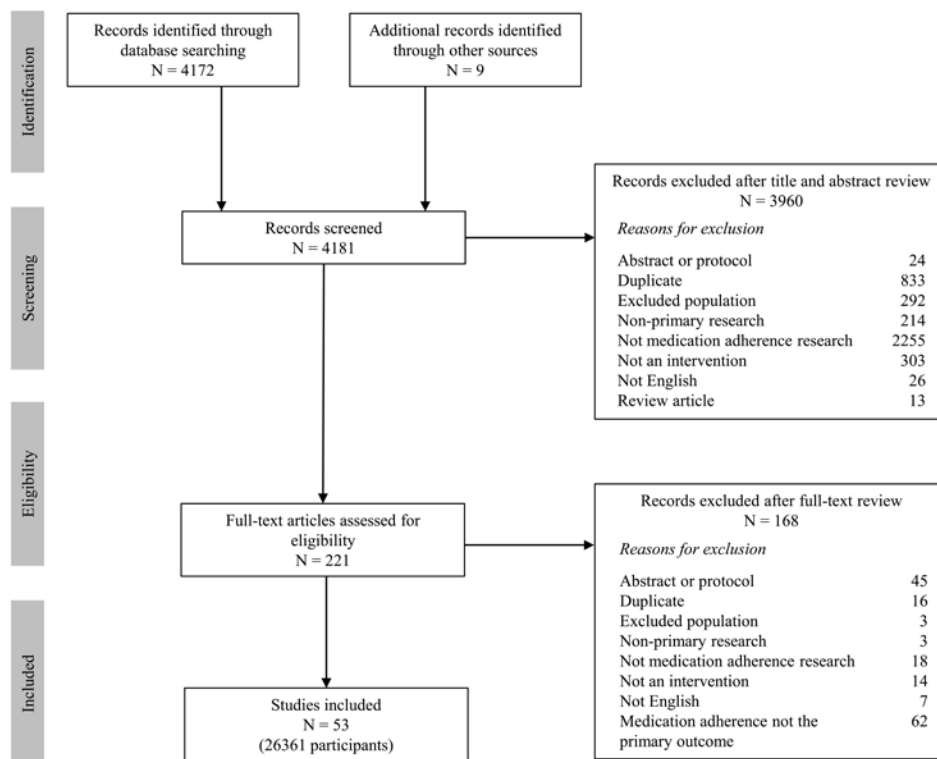 Identification
Records identified through
database searching
N = 4172
Additional records identified
through other sources
N = 9
Screening
Records screened
N = 4181
Records excluded after title and abstract review
N = 3960
Reasons for exclusion
Abstract or protocol 24
Duplicate 833
Excluded population 292
Non-primary research 214
Not medication adherence research 2255
Not an intervention 303
Not English 26
Review article 13
Eligibility
Full-text articles assessed for
eligibility
N = 221
Records excluded after full-text review
N = 168
Reasons for exclusion
Abstract or protocol 45
Duplicate 16
Excluded population 3
Non-primary research 3
Not medication adherence research 18
Not an intervention 14
Not English 7
Medication adherence not the 62
primary outcome
Included
Studies included
N = 53
(26361 participants)